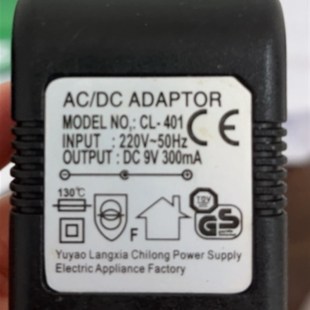 AC/DC ADAPTOR
MODEL NO,: CL- 401
INPUT : 220V~50Hz
OUTPUT : DC 9V 300mA
CE
130℃
F
GS
Yuyao Langxia Chilong Power Supply
Electric Appliance Factory